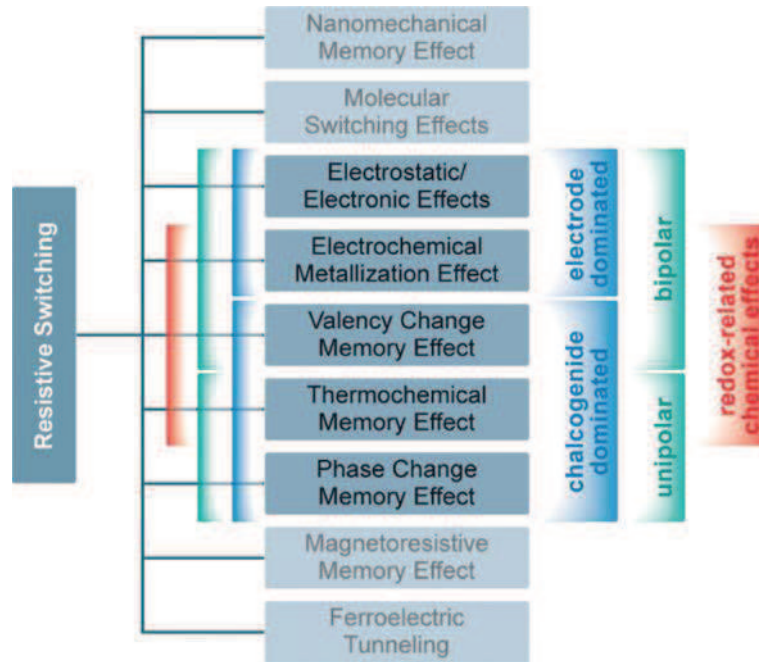 Resistive Switching
Nanomechanical
Memory Effect
Molecular
Switching Effects
Electrostatic/
Electronic Effects
Electrochemical
Metallization Effect
Valency Change
Memory Effect
Thermochemical
Memory Effect
Phase Change
Memory Effect
Magnetoresistive
Memory Effect
Ferroelectric
Tunneling
electrode
dominated
chalcogenide
dominated
bipolar
unipolar
redox-related
chemical effects